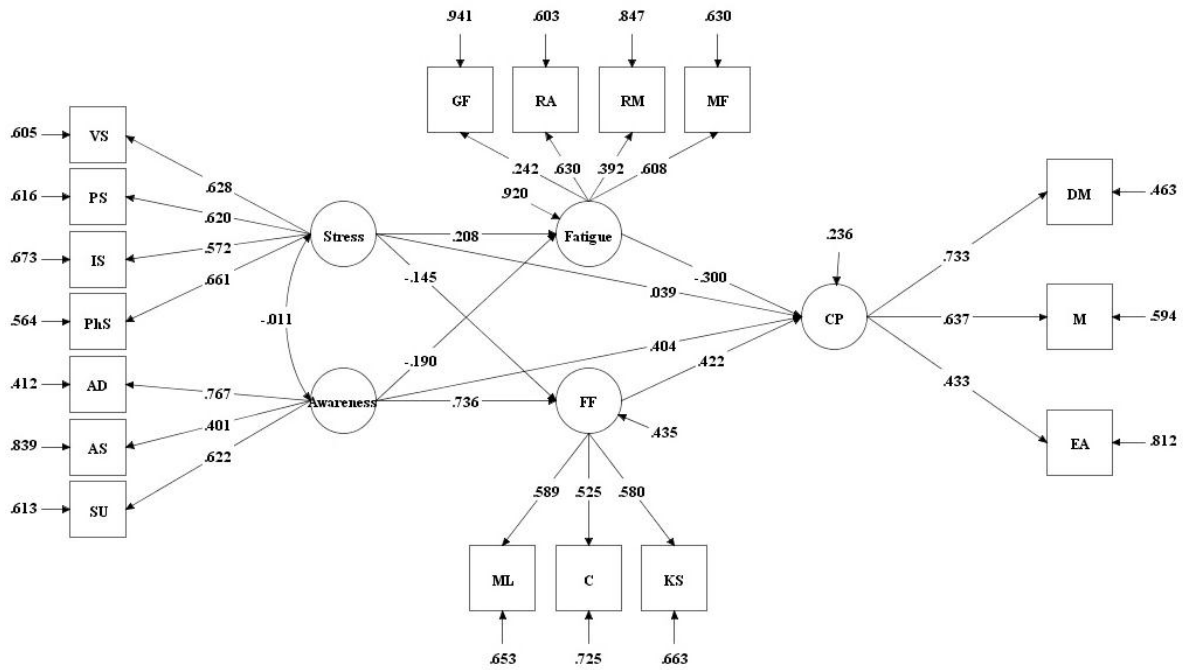 .941
.603
.847
.630
GF
RA
RM
MF
.605
VS
.242
.630
.392
.608
.616
PS
.628
.920
DM
.463
.620
.673
IS
.572
Stress
.208
Fatigue
.236
.733
.661
-.145
-.300
.039
.564
PhS
-.011
CP
.637
M
.594
.404
-.190
.422
.412
AD
.767
.433
.401
Awareness
.736
FF
.839
AS
.435
EA
.812
.622
.613
SU
.589
.525
.580
ML
C
KS
.653
.725
.663